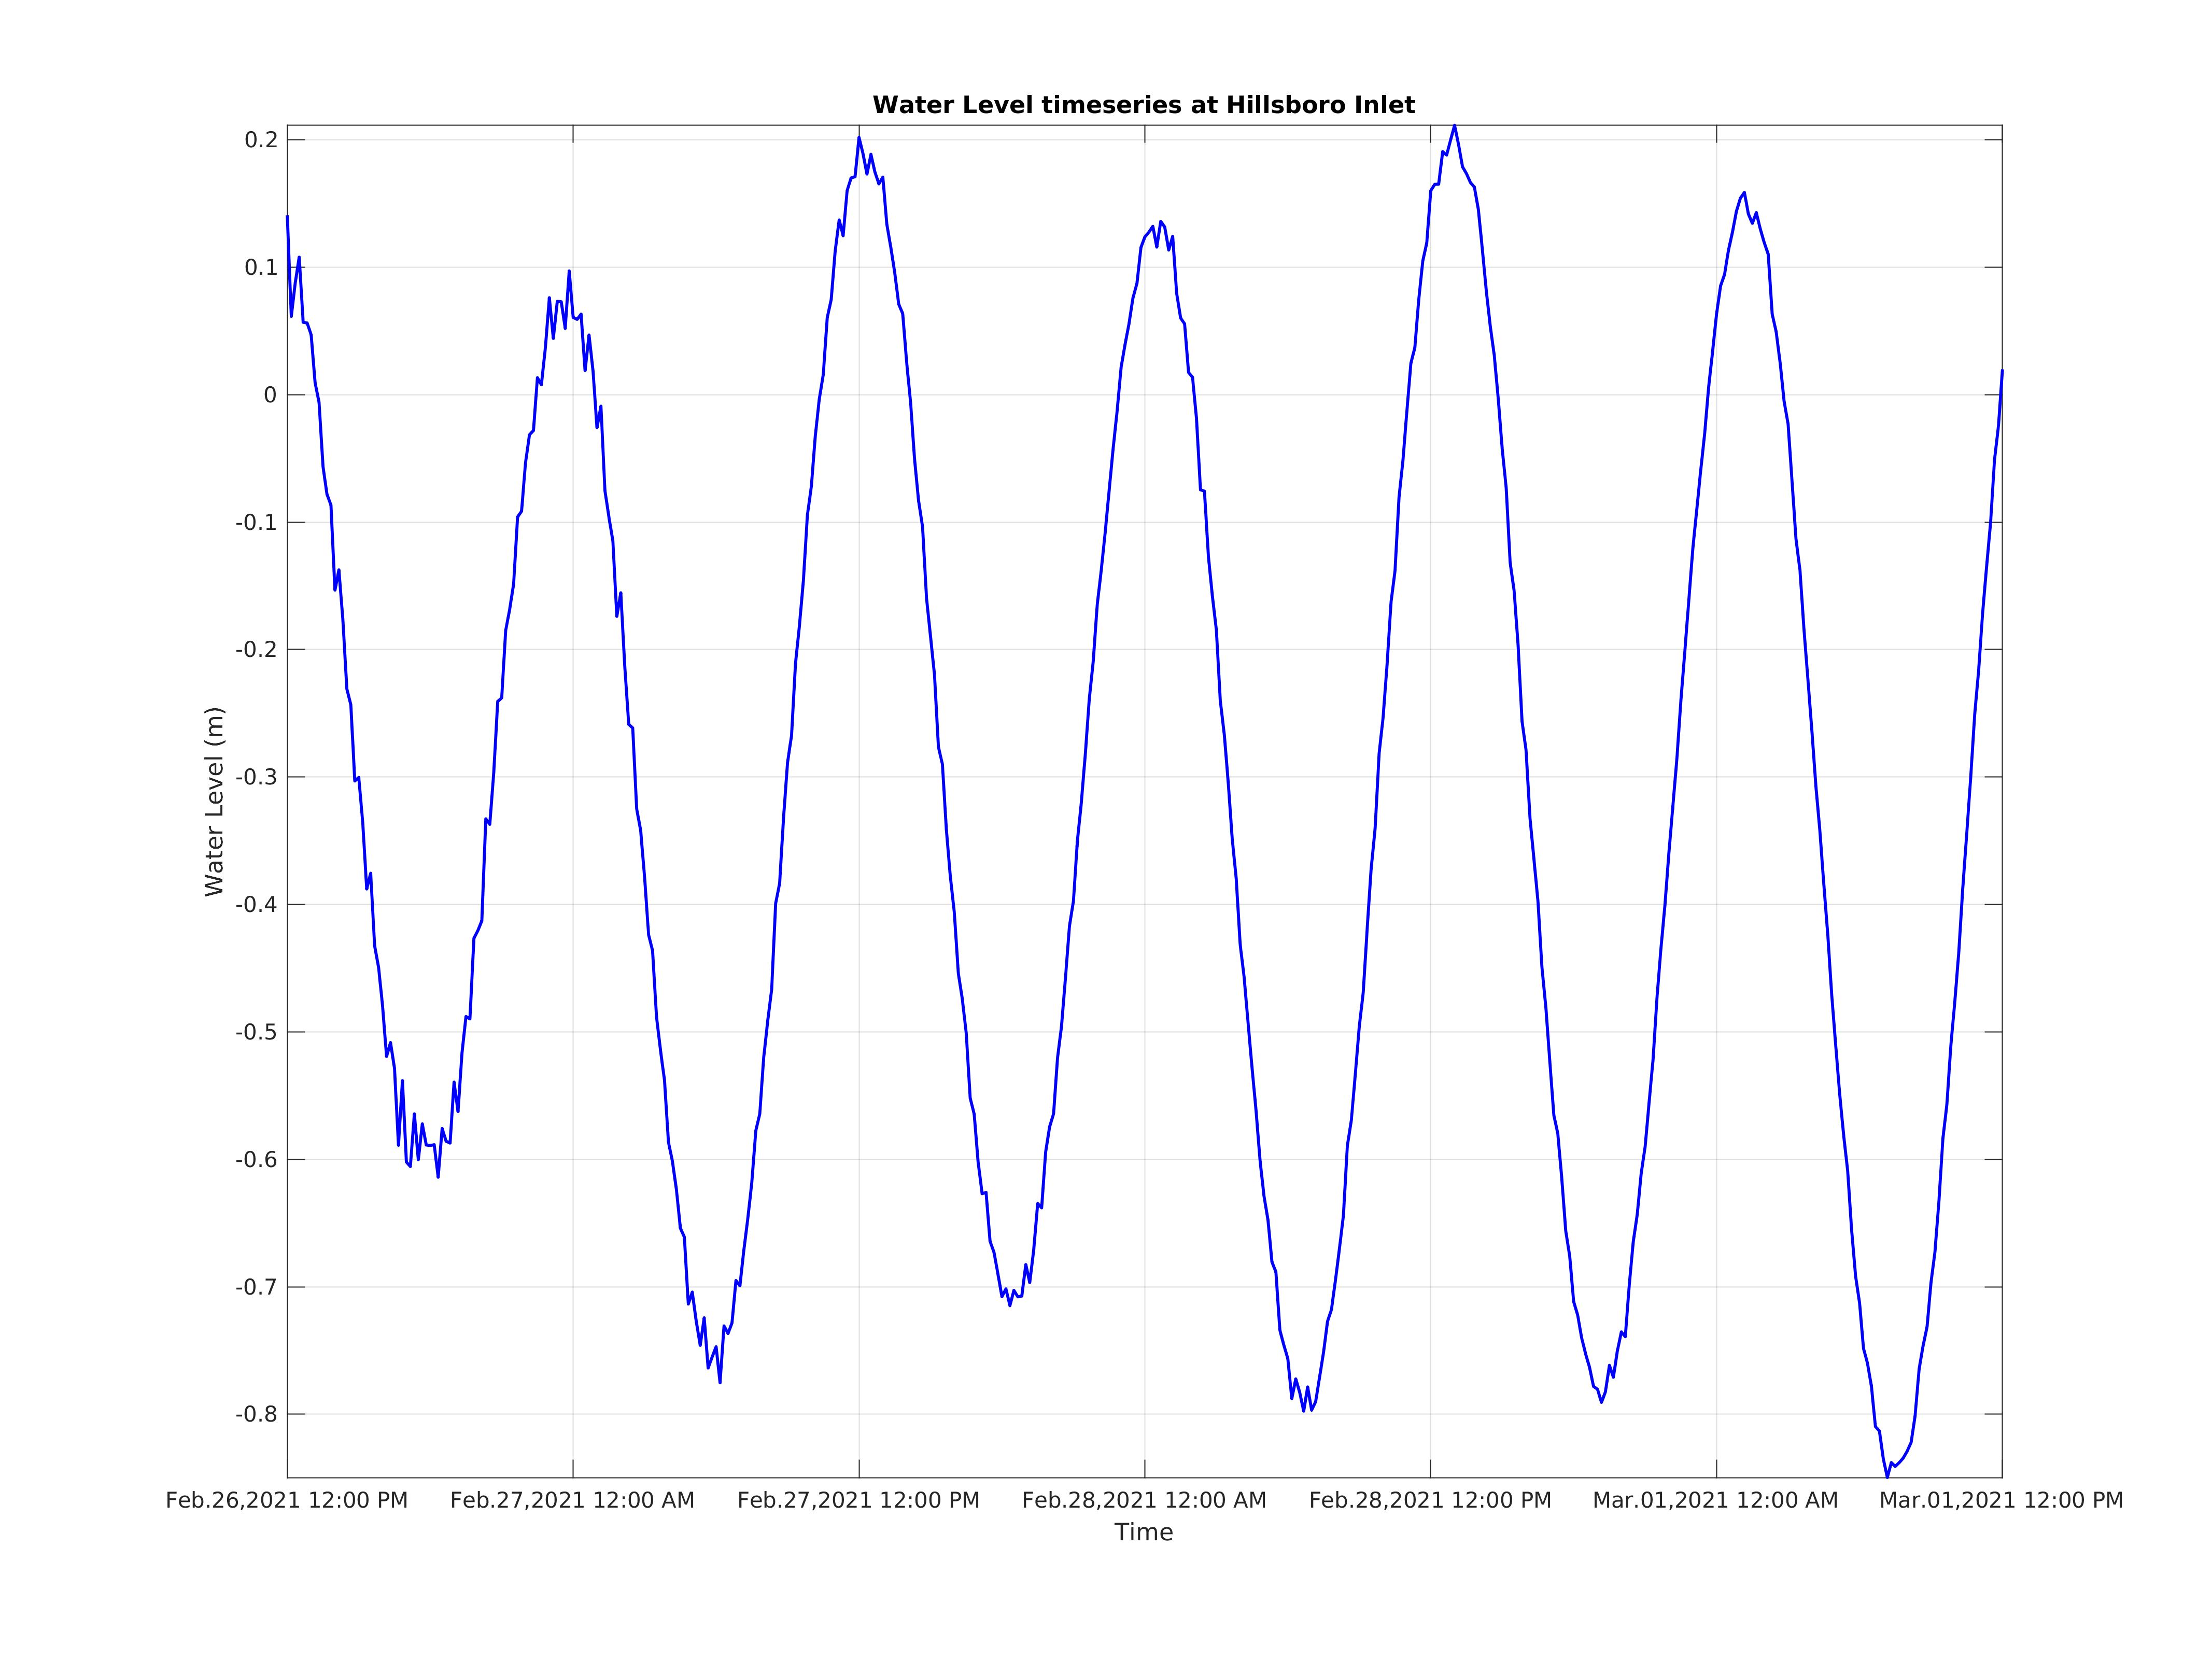 Water Level timeseries at Hillsboro Inlet
0.2
0.1
0
-0.1
-0.2
-0.3
-0.4
-0.5
-0.6
-0.7
-0.8
Water Level (m)
Feb.26,2021 12:00 PM Feb.27,2021 12:00 AM Feb.27,2021 12:00 PM Feb.28,2021 12:00 AM Feb.28,2021 12:00 PM Mar.01,2021 12:00 AM Mar.01,2021 12:00 PM
Time